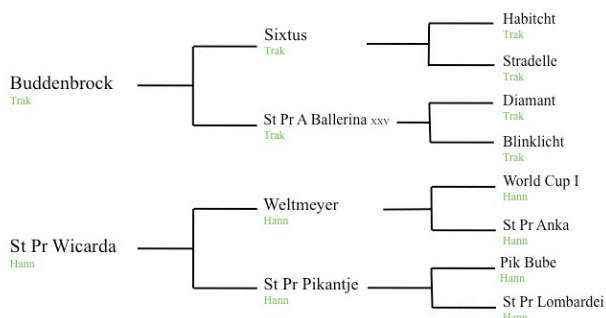 Habitcht
Trak
Sixtus
Trak
Stradelle
Trak
Buddenbrock
Trak
Diamant
Trak
St Pr A Ballerina xxv
Trak
Blinklicht
Trak
World Cup I
Hann
Weltmeyer
Hann
St Pr Anka
Hann
St Pr Wicarda
Hann
Pik Bube
Hann
St Pr Pikantje
Hann
St Pr Lombardei
Hann